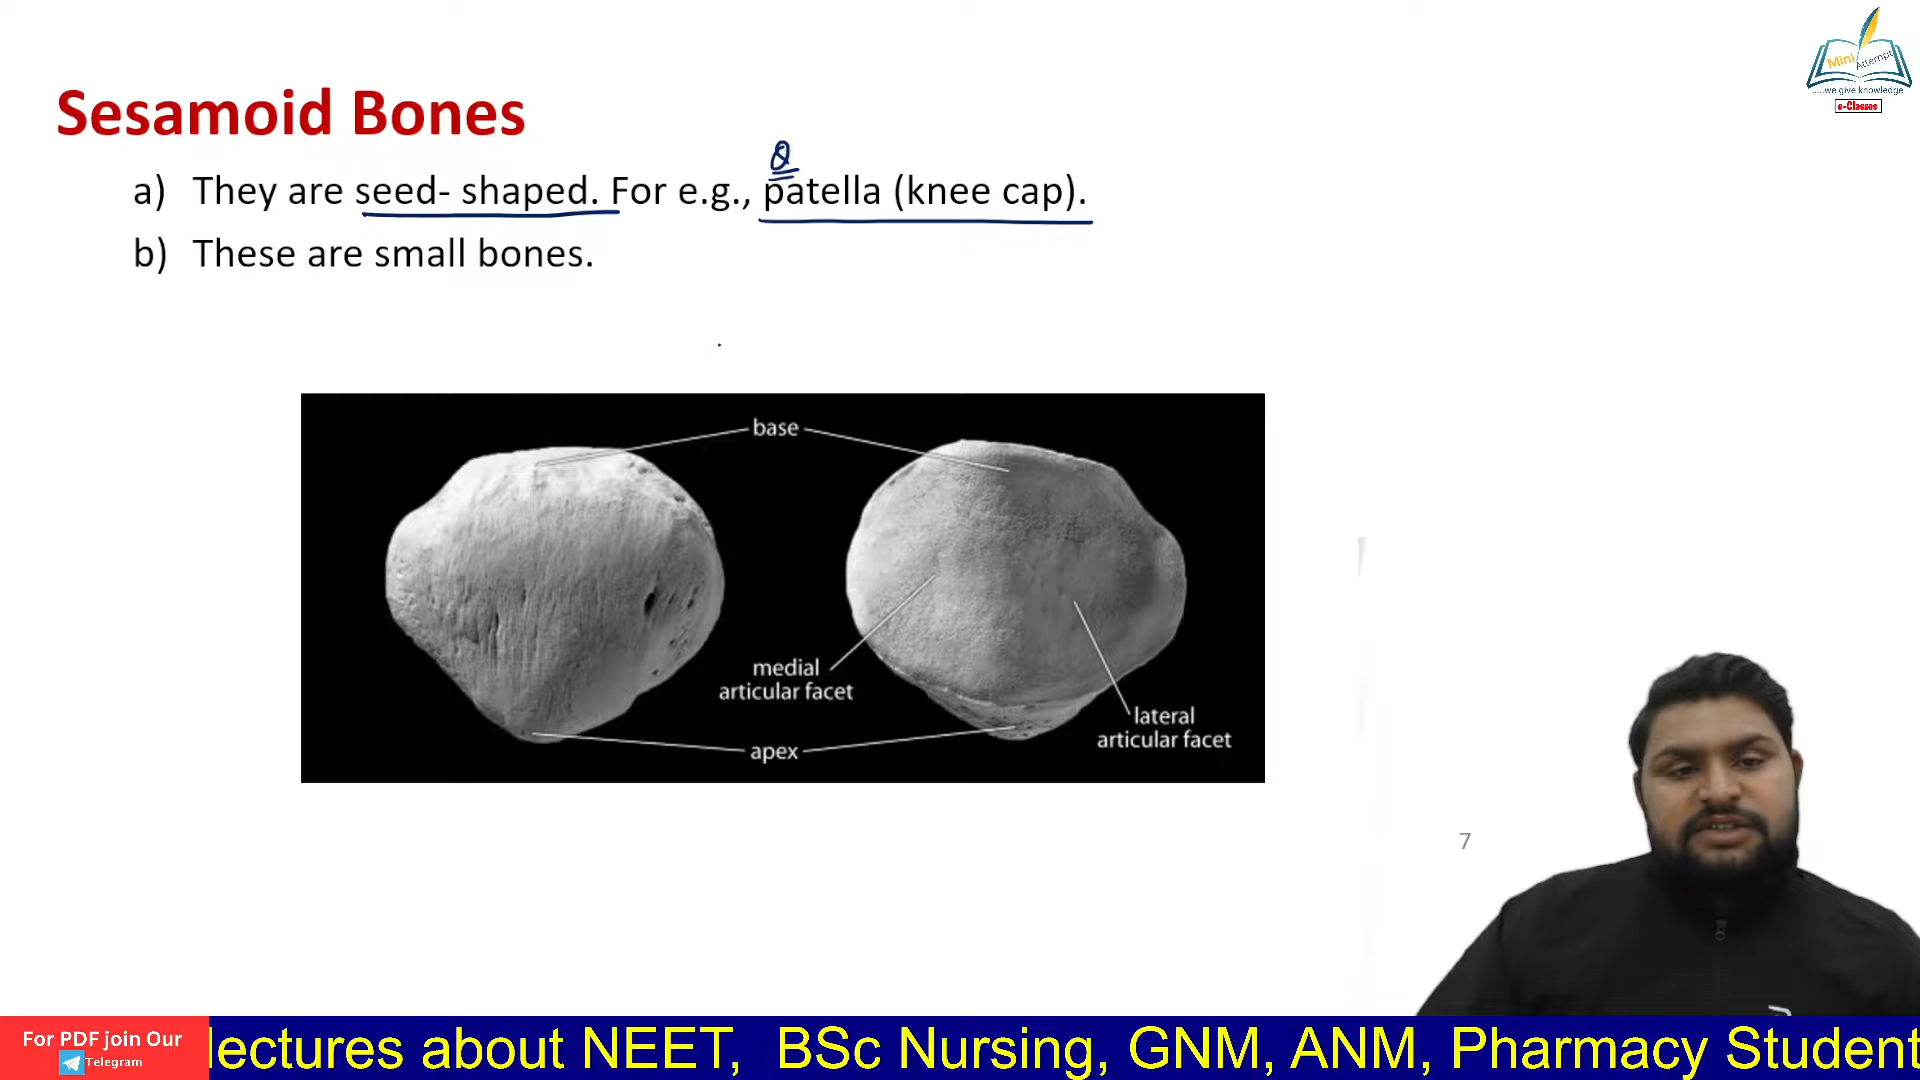 Mini
Attempt
.....we give knowledge
e-Classes
Sesamoid Bones
a) They are seed- shaped. For e.g., patella (knee cap).
b) These are small bones.
base
medial
articular facet
lateral
articular facet
apex
7
For PDF join Our
Telegram
lectures about NEET, BSc Nursing, GNM, ANM, Pharmacy Student